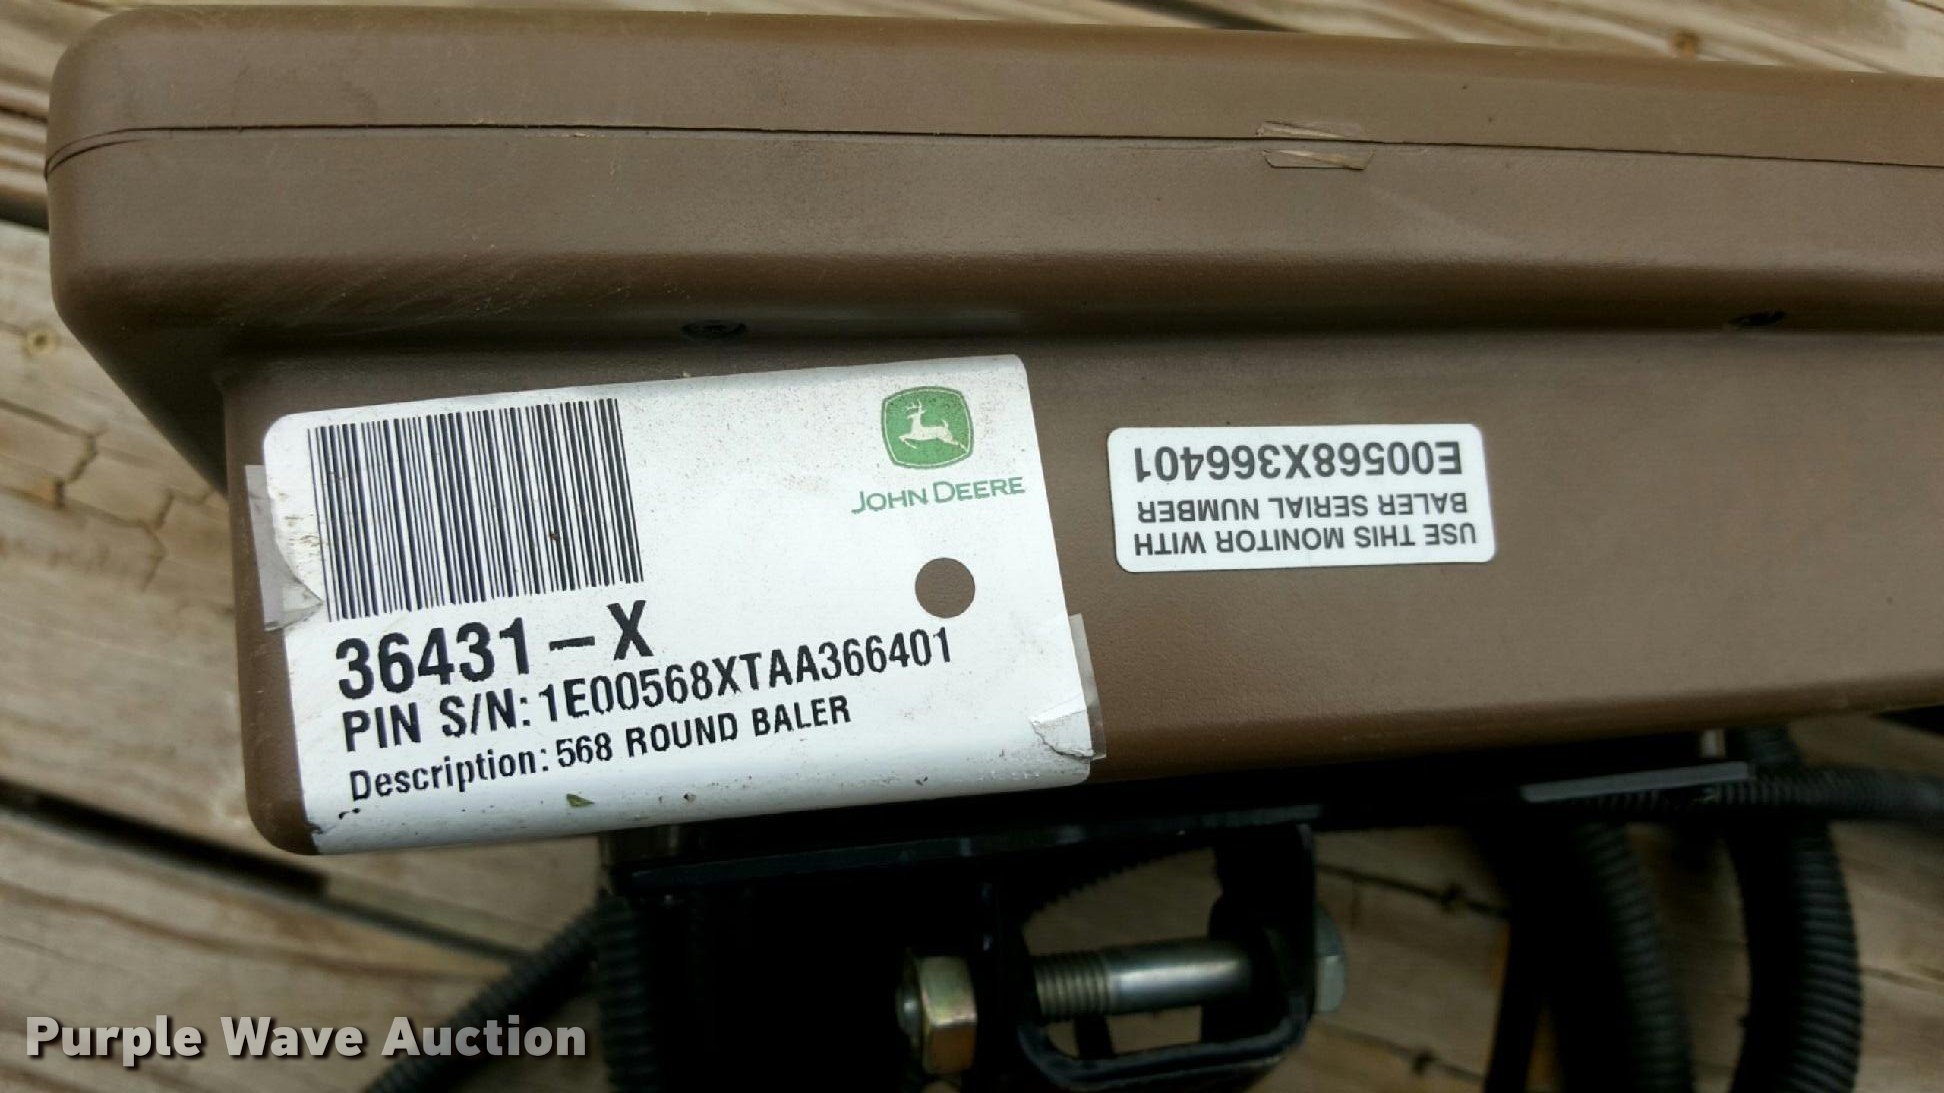 JOHN DEERE
36431-X
PIN S/N: 1E00568XTAA366401
Description: 568 ROUND BALER
USE THIS MONITOR WITH
BALER SERIAL NUMBER
E00568X366401
Purple Wave Auction